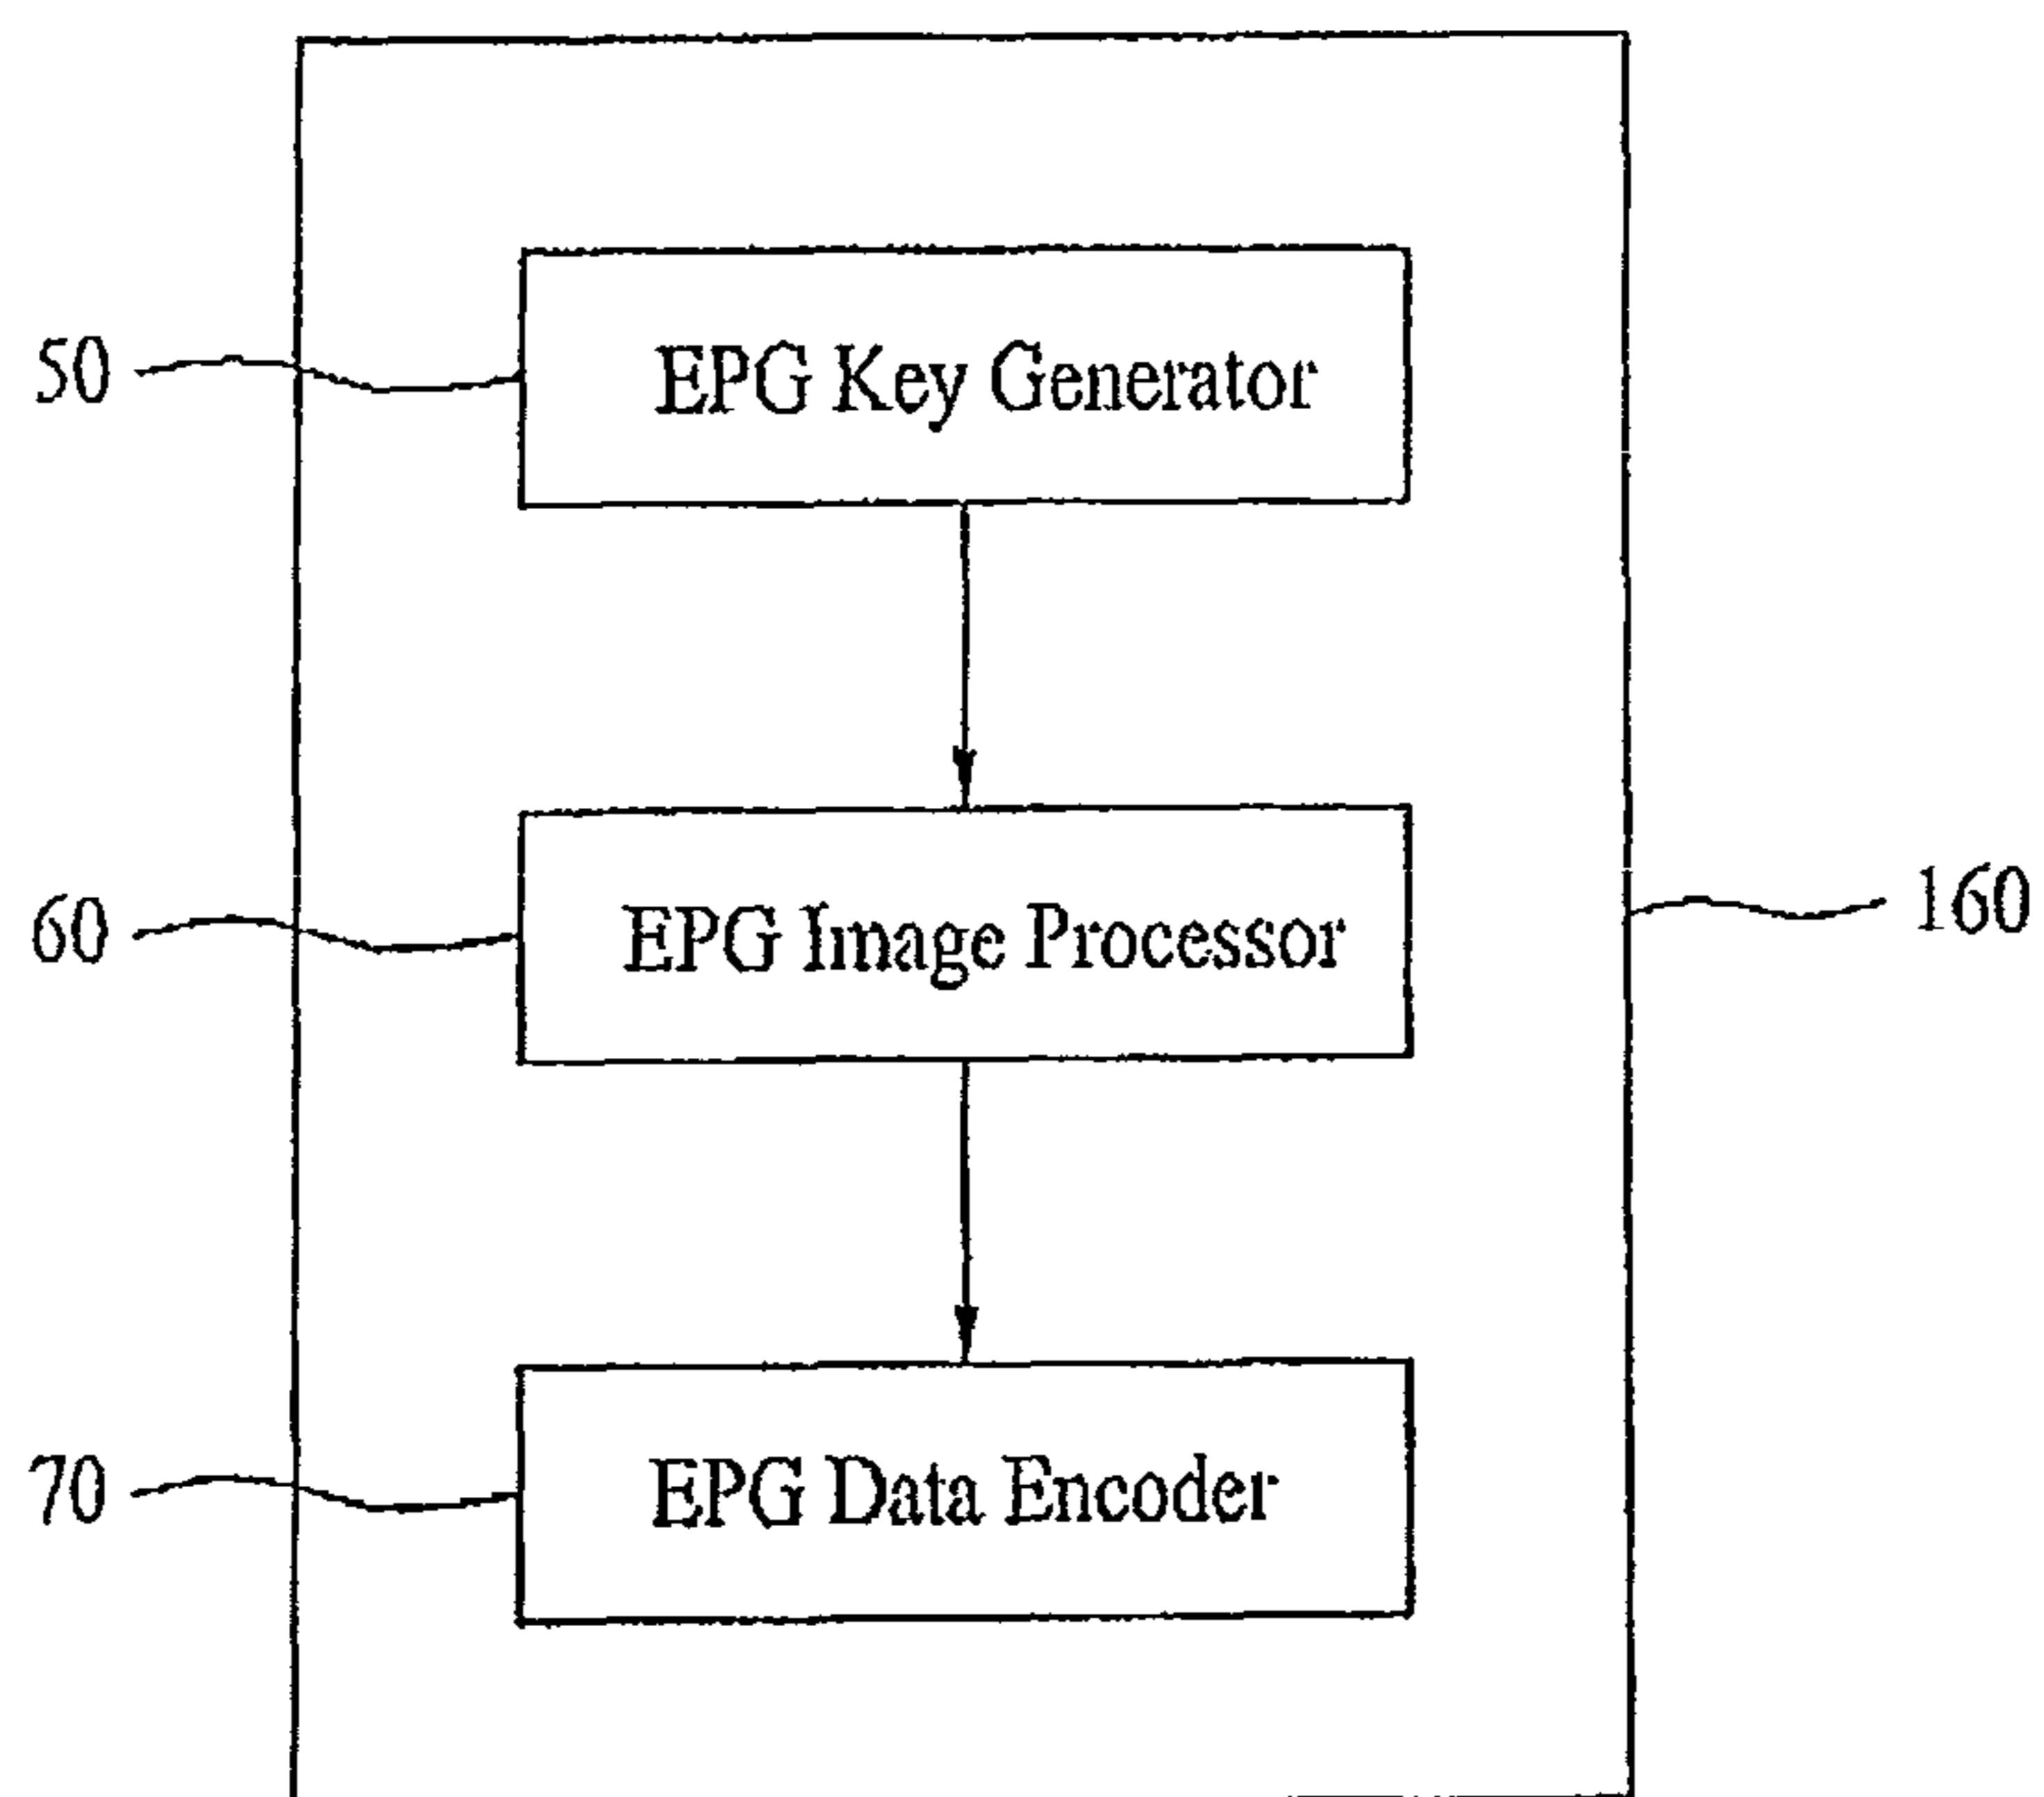 50
EPG Key Generator
60
EPG Image Processor
160
70
EPG Data Encoder